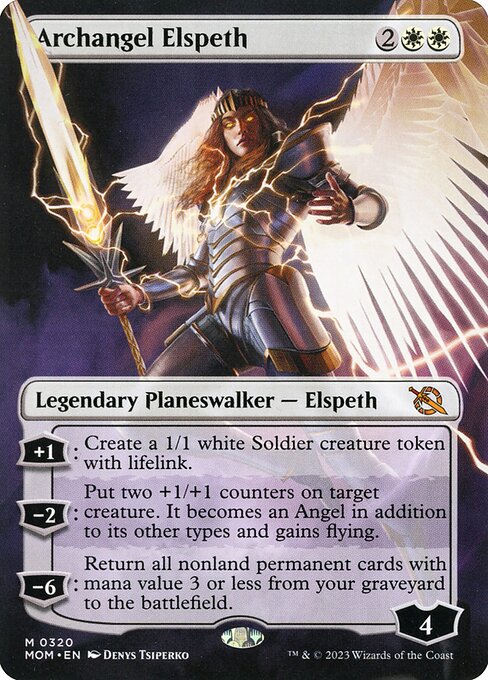 Archangel Elspeth 2
Legendary Planeswalker — Elspeth
+1: Create a 1/1 white Soldier creature token
with lifelink.
Put two +1/+1 counters on target
-2: creature. It becomes an Angel in addition
to its other types and gains flying.
Return all nonland permanent cards with
-6: mana value 3 or less from your graveyard
to the battlefield.
4
M 0320
MOM • EN Denys Tsiperko ™ & © 2023 Wizards of the Coast